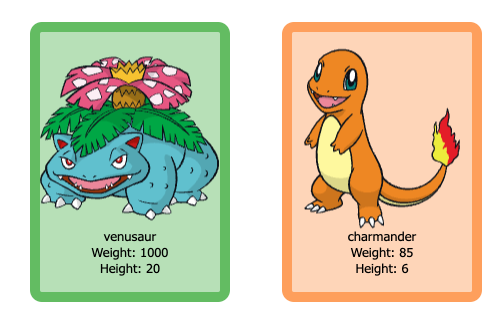 venusaur
Weight: 1000
Height: 20
charmander
Weight: 85
Height: 6